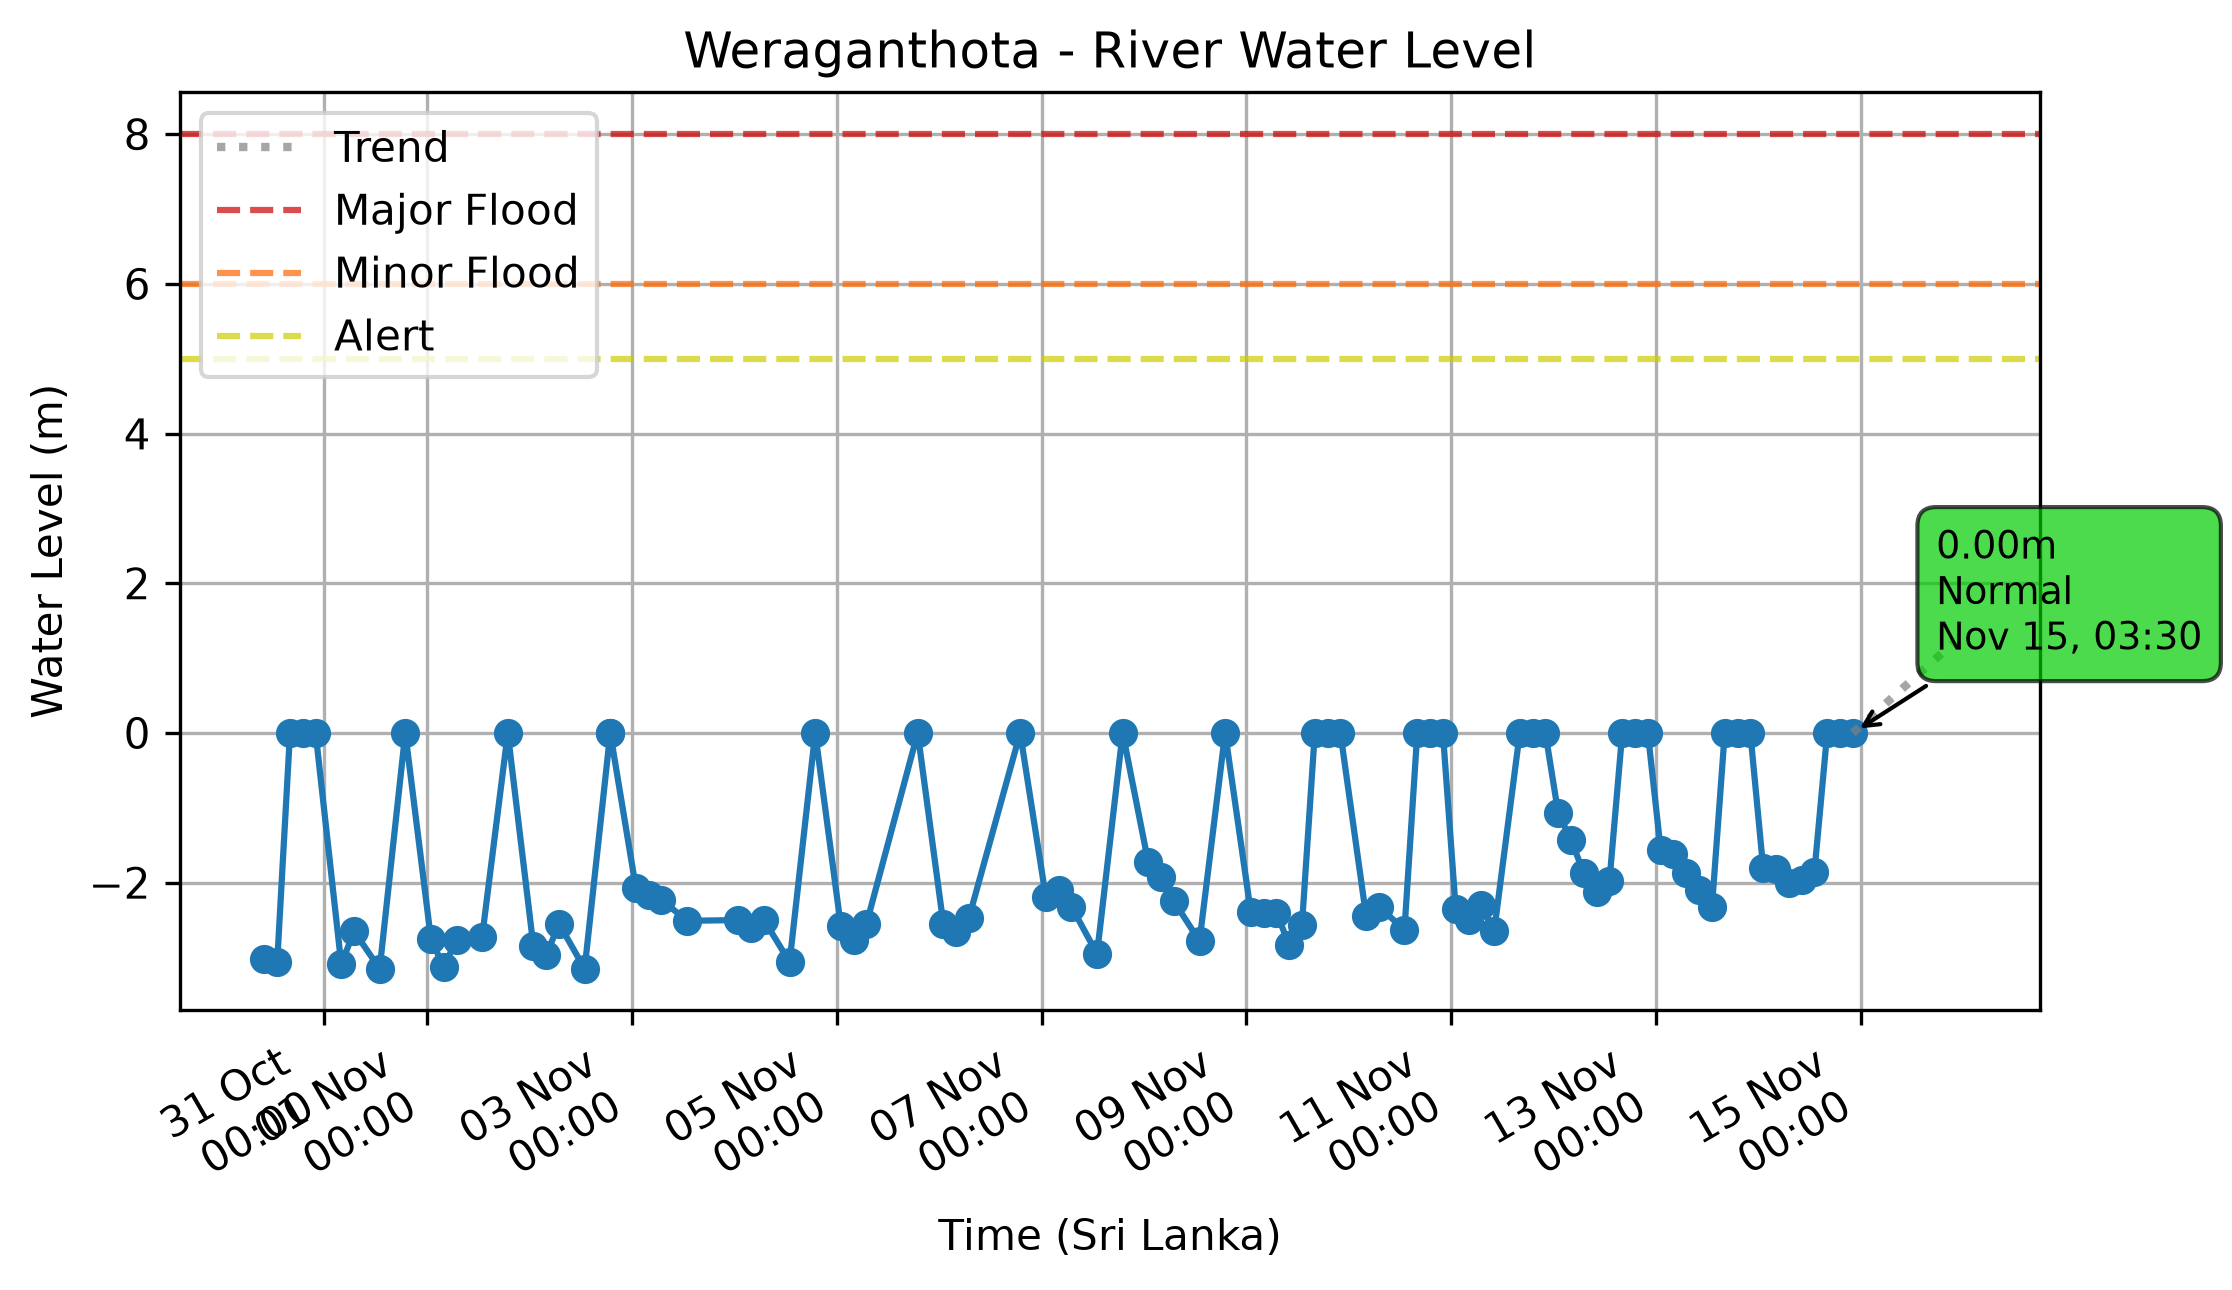 Weraganthota - River Water Level
Trend
Major Flood
Minor Flood
Alert
Water Level (m)
8
6
4
2
0
−2
0.00m
Normal
Nov 15, 03:30
31 Oct
00:00
01 Nov
00:00
03 Nov
00:00
05 Nov
00:00
07 Nov
00:00
09 Nov
00:00
11 Nov
00:00
13 Nov
00:00
15 Nov
00:00
Time (Sri Lanka)